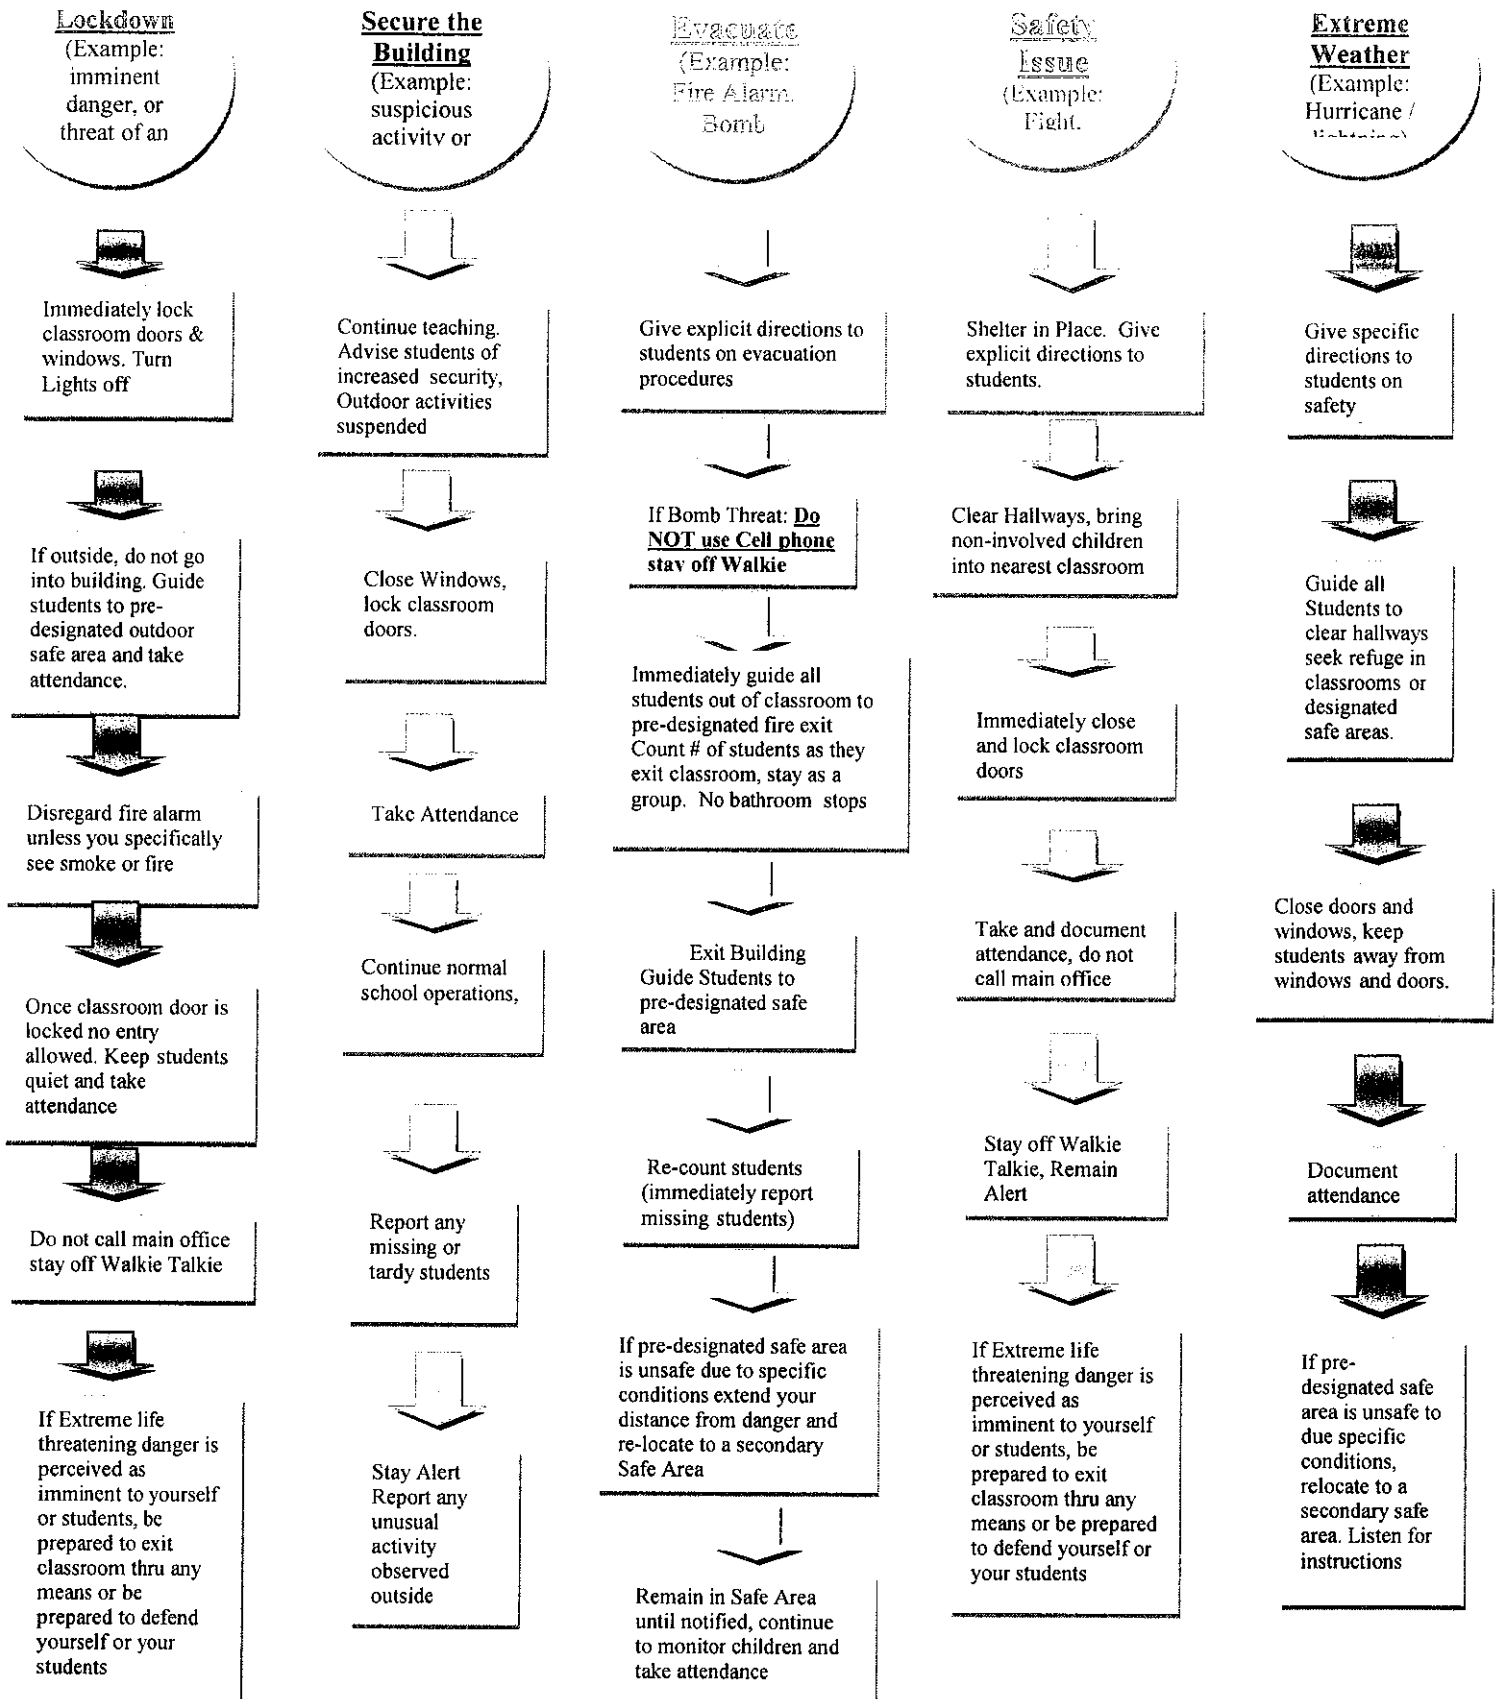 Lockdown
(Example:
imminent
danger, or
threat of an
Immediately lock
classroom doors &
windows. Turn
Lights off
If outside, do not go
into building. Guide
students to pre-
designated outdoor
safe area and take
attendance.
Disregard fire alarm
unless you specifically
see smoke or fire
Once classroom door is
locked no entry
allowed. Keep students
quiet and take
attendance
Do not call main office
stay off Walkie Talkie
If Extreme life
threatening danger is
perceived as
imminent to yourself
or students, be
prepared to exit
classroom thru any
means or be
prepared to defend
yourself or your
students
Secure the
Building
(Example:
suspicious
activity or
Continue teaching.
Advise students of
increased security,
Outdoor activities
suspended
Close Windows,
lock classroom
doors.
Take Attendance
Continue normal
school operations,
Report any
missing or
tardy students
Stay Alert
Report any
unusual
activity
observed
outside
Evacuate
(Example:
Fire Alarm.
Bomb
Give explicit directions to
students on evacuation
procedures
If Bomb Threat: Do
NOT use Cell phone
stay off Walkie
Immediately guide all
students out of classroom to
pre-designated fire exit
Count # of students as they
exit classroom, stay as a
group. No bathroom stops
Exit Building
Guide Students to
pre-designated safe
area
Re-count students
(immediately report
missing students)
If pre-designated safe area
is unsafe due to specific
conditions extend your
distance from danger and
re-locate to a secondary
Safe Area
Remain in Safe Area
until notified, continue
to monitor children and
take attendance
Safety
Issue
(Example:
Fight.
Shelter in Place. Give
explicit directions to
students.
Clear Hallways, bring
non-involved children
into nearest classroom
Immediately close
and lock classroom
doors
Take and document
attendance, do not
call main office
Stay off Walkie
Talkie, Remain
Alert
If Extreme life
threatening danger is
perceived as
imminent to yourself
or students, be
prepared to exit
classroom thru any
means or be prepared
to defend yourself or
your students
Extreme
Weather
(Example:
Hurricane /
lightning)
Give specific
directions to
students on
safety
Guide all
Students to
clear hallways
seek refuge in
classrooms or
designated
safe areas.
Close doors and
windows, keep
students away from
windows and doors.
Document
attendance
If pre-
designated safe
area is unsafe to
due specific
conditions,
relocate to a
secondary safe
area. Listen for
instructions